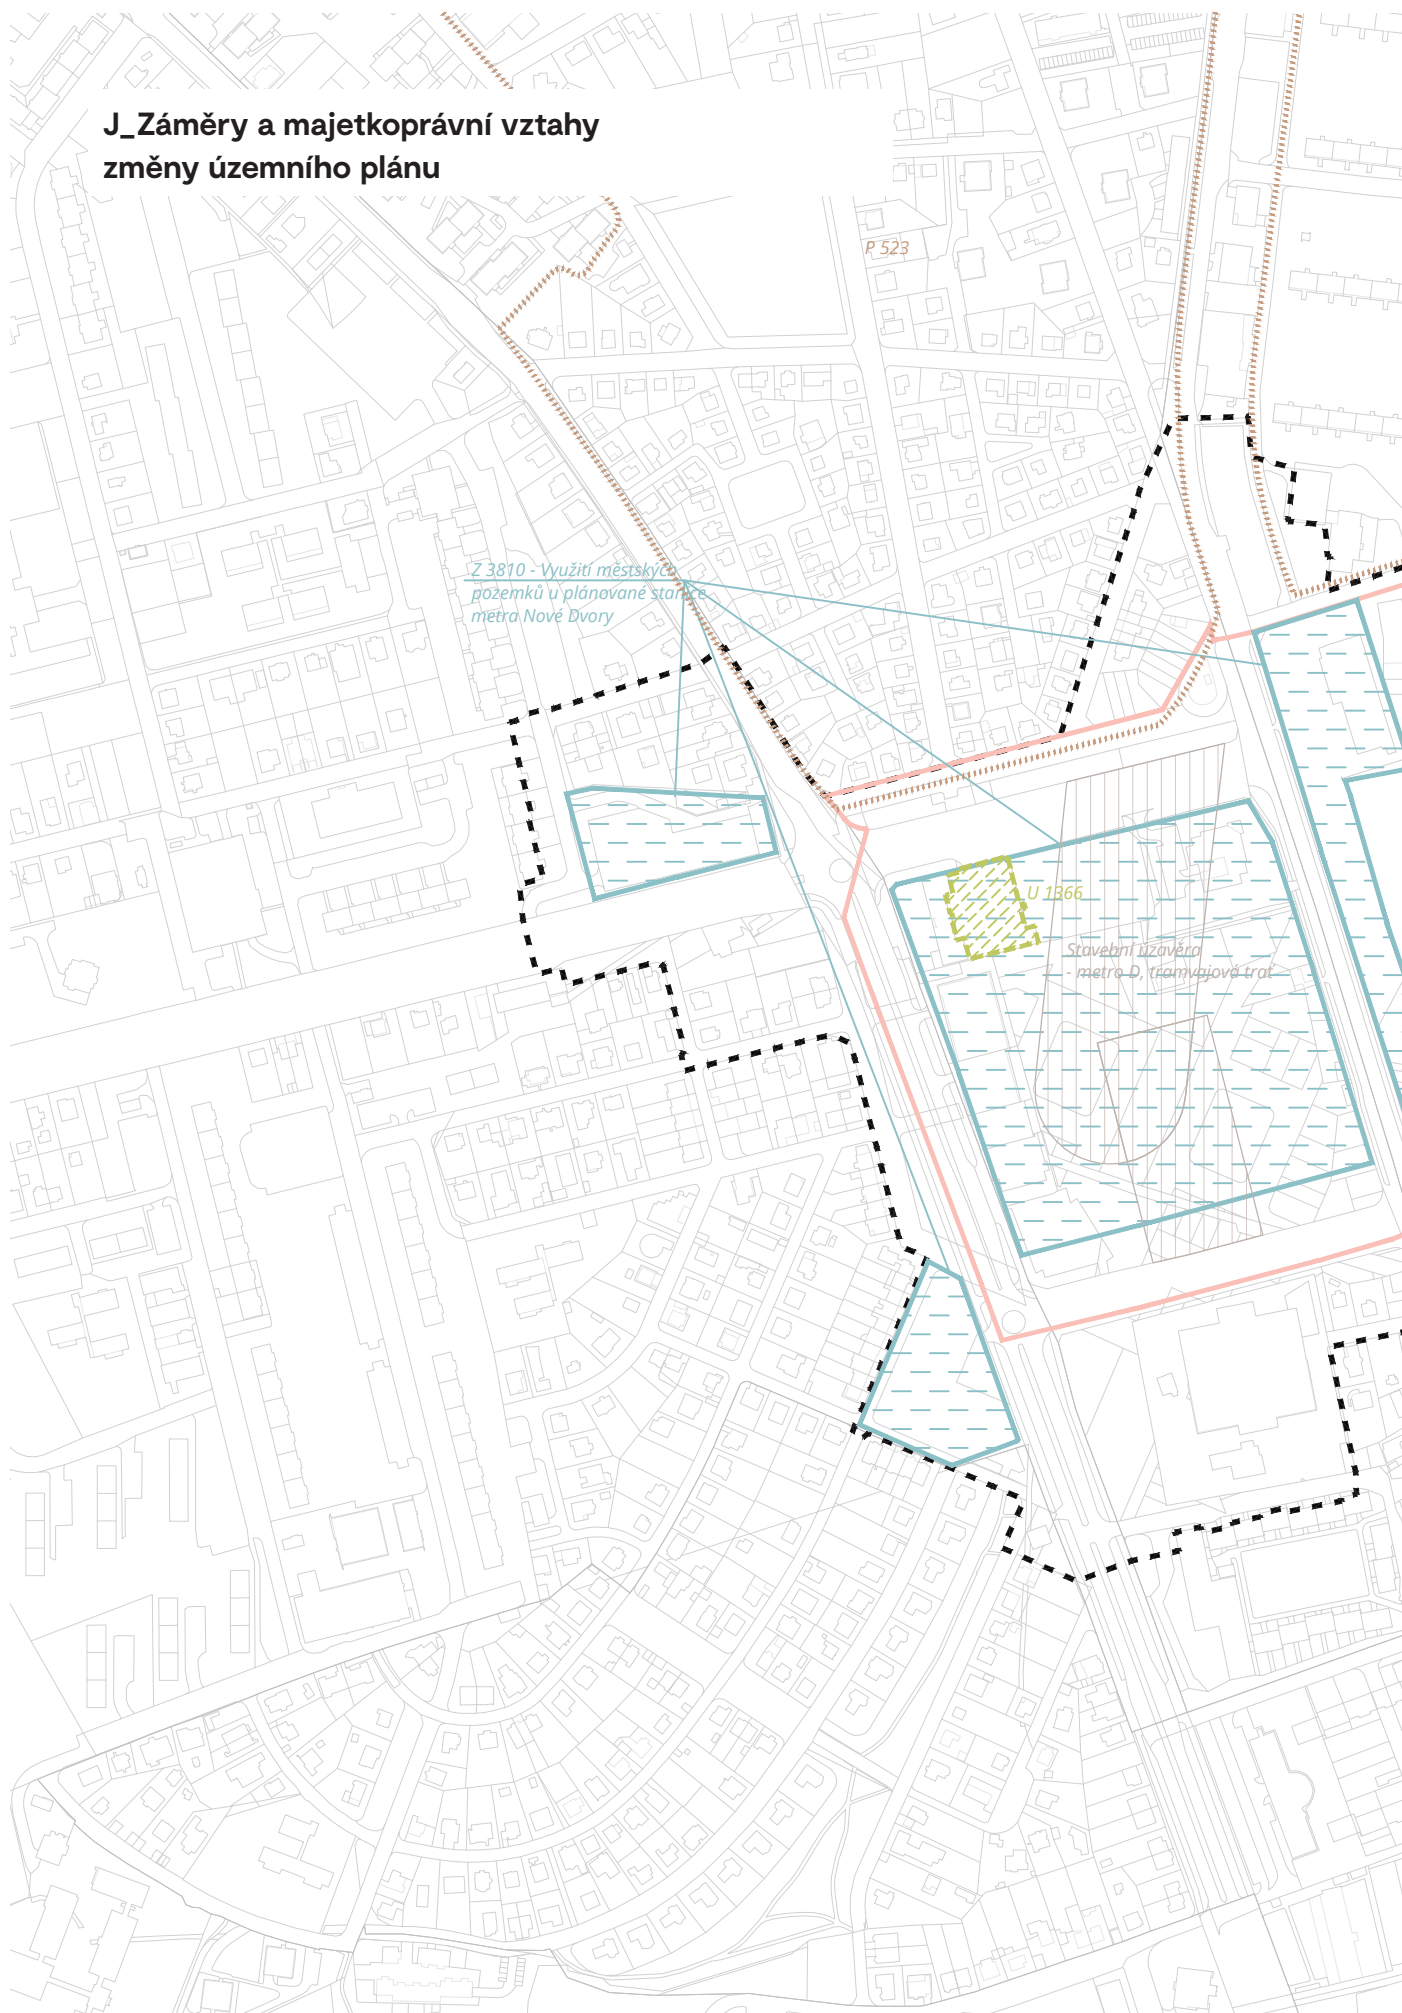 J_Záměry a majetkoprávní vztahy
změny územního plánu
P 523
Z 3810 - Využití městských
pozemků u plánované stanice
metra Nové Dvory
U 1366
Stavební úzavěra
- metro D, tramvajová trať